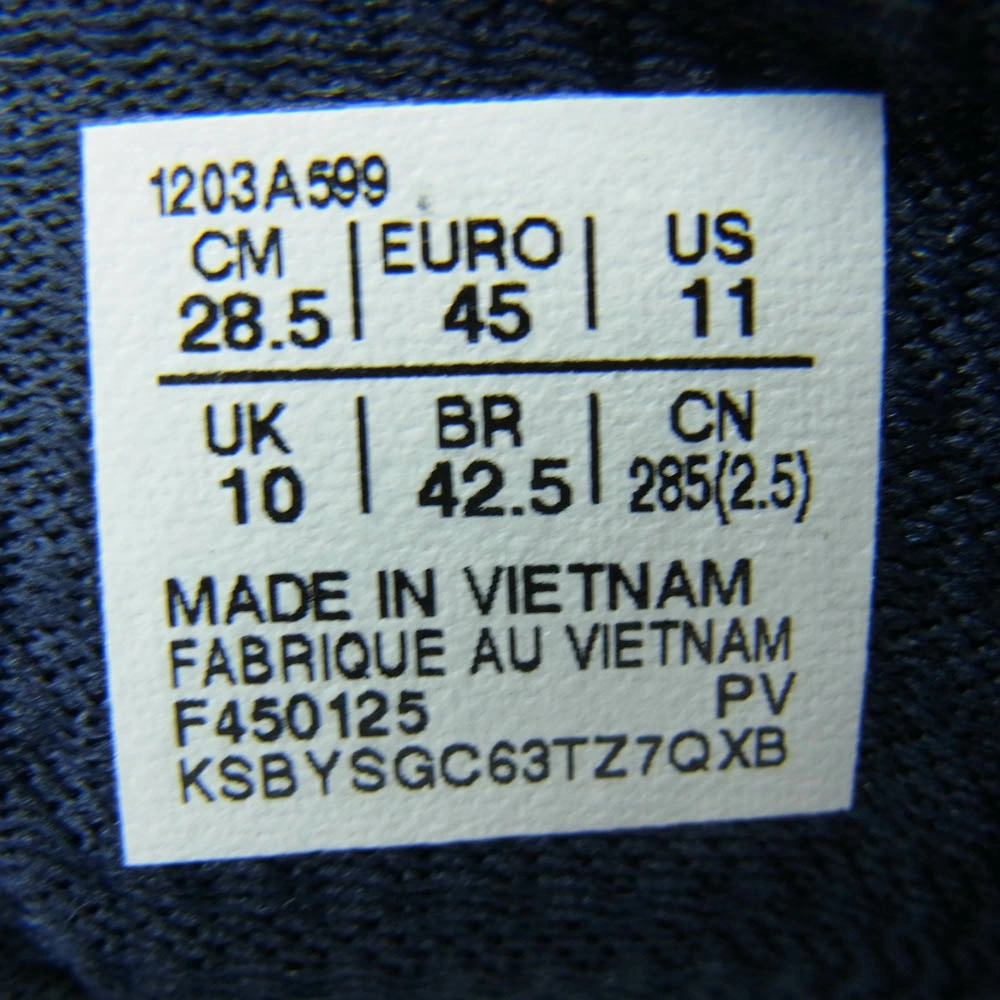 1203A599
CM | EURO | US
28.5 | 45 | 11
UK | BR | CN
10 | 42.5 | 285(2.5)
MADE IN VIETNAM
FABRIQUE AU VIETNAM
F450125 PV
KSBYSGC63TZ7QXB